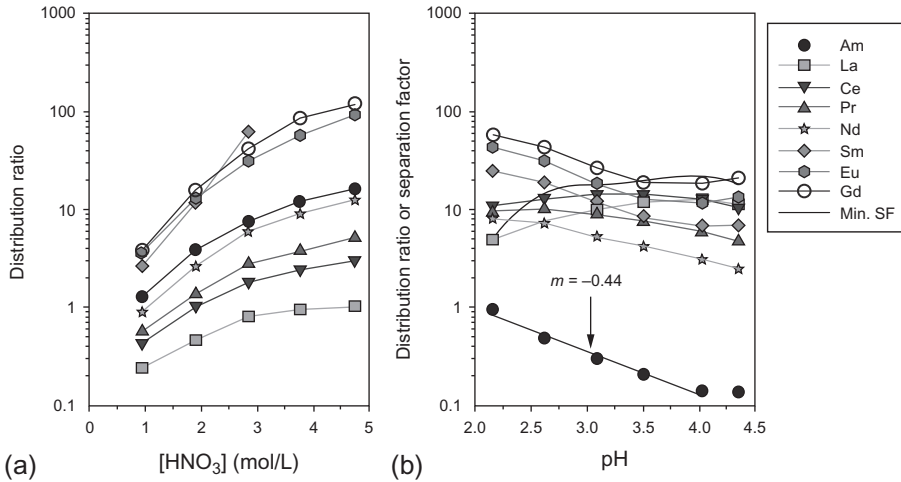 1000
100
10
1
0.1
Distribution ratio
0
1
2
3
4
5
[HNO3] (mol/L)
(a)
1000
100
10
1
0.1
Distribution ratio or separation factor
m = –0.44
2.0
2.5
3.0
3.5
4.0
4.5
pH
(b)
Am
La
Ce
Pr
Nd
Sm
Eu
Gd
Min. SF